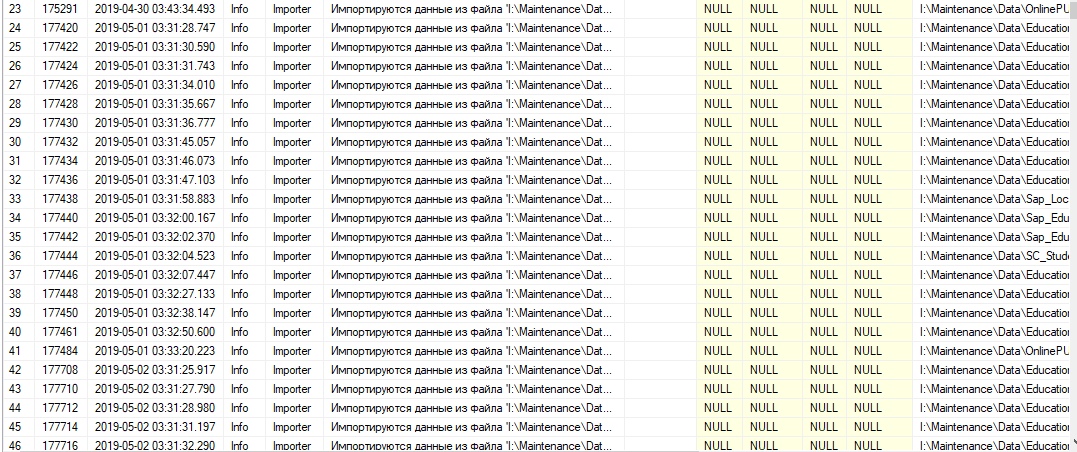 23 175291 2019-04-30 03:43:34.493 Info Importer Импортируются данные из файла 'I:\Maintenance\Dat... NULL NULL NULL NULL I:\Maintenance\Data\OnlinePU
24 177420 2019-05-01 03:31:28.747 Info Importer Импортируются данные из файла 'I:\Maintenance\Dat... NULL NULL NULL NULL I:\Maintenance\Data\Education
25 177422 2019-05-01 03:31:30.590 Info Importer Импортируются данные из файла 'I:\Maintenance\Dat... NULL NULL NULL NULL I:\Maintenance\Data\Education
26 177424 2019-05-01 03:31:31.743 Info Importer Импортируются данные из файла 'I:\Maintenance\Dat... NULL NULL NULL NULL I:\Maintenance\Data\Education
27 177426 2019-05-01 03:31:34.010 Info Importer Импортируются данные из файла 'I:\Maintenance\Dat... NULL NULL NULL NULL I:\Maintenance\Data\Education
28 177428 2019-05-01 03:31:35.667 Info Importer Импортируются данные из файла 'I:\Maintenance\Dat... NULL NULL NULL NULL I:\Maintenance\Data\Education
29 177430 2019-05-01 03:31:36.777 Info Importer Импортируются данные из файла 'I:\Maintenance\Dat... NULL NULL NULL NULL I:\Maintenance\Data\Education
30 177432 2019-05-01 03:31:45.057 Info Importer Импортируются данные из файла 'I:\Maintenance\Dat... NULL NULL NULL NULL I:\Maintenance\Data\Education
31 177434 2019-05-01 03:31:46.073 Info Importer Импортируются данные из файла 'I:\Maintenance\Dat... NULL NULL NULL NULL I:\Maintenance\Data\Education
32 177436 2019-05-01 03:31:47.103 Info Importer Импортируются данные из файла 'I:\Maintenance\Dat... NULL NULL NULL NULL I:\Maintenance\Data\Education
33 177438 2019-05-01 03:31:58.883 Info Importer Импортируются данные из файла 'I:\Maintenance\Dat... NULL NULL NULL NULL I:\Maintenance\Data\Sap_Loc
34 177440 2019-05-01 03:32:00.167 Info Importer Импортируются данные из файла 'I:\Maintenance\Dat... NULL NULL NULL NULL I:\Maintenance\Data\Sap_Edu
35 177442 2019-05-01 03:32:02.370 Info Importer Импортируются данные из файла 'I:\Maintenance\Dat... NULL NULL NULL NULL I:\Maintenance\Data\Sap_Edu
36 177444 2019-05-01 03:32:04.523 Info Importer Импортируются данные из файла 'I:\Maintenance\Dat... NULL NULL NULL NULL I:\Maintenance\Data\SC_Stude
37 177446 2019-05-01 03:32:07.447 Info Importer Импортируются данные из файла 'I:\Maintenance\Dat... NULL NULL NULL NULL I:\Maintenance\Data\Education
38 177448 2019-05-01 03:32:27.133 Info Importer Импортируются данные из файла 'I:\Maintenance\Dat... NULL NULL NULL NULL I:\Maintenance\Data\Education
39 177450 2019-05-01 03:32:38.147 Info Importer Импортируются данные из файла 'I:\Maintenance\Dat... NULL NULL NULL NULL I:\Maintenance\Data\Education
40 177461 2019-05-01 03:32:50.600 Info Importer Импортируются данные из файла 'I:\Maintenance\Dat... NULL NULL NULL NULL I:\Maintenance\Data\Education
41 177484 2019-05-01 03:33:20.223 Info Importer Импортируются данные из файла 'I:\Maintenance\Dat... NULL NULL NULL NULL I:\Maintenance\Data\OnlinePU
42 177708 2019-05-02 03:31:25.917 Info Importer Импортируются данные из файла 'I:\Maintenance\Dat... NULL NULL NULL NULL I:\Maintenance\Data\Education
43 177710 2019-05-02 03:31:27.790 Info Importer Импортируются данные из файла 'I:\Maintenance\Dat... NULL NULL NULL NULL I:\Maintenance\Data\Education
44 177712 2019-05-02 03:31:28.980 Info Importer Импортируются данные из файла 'I:\Maintenance\Dat... NULL NULL NULL NULL I:\Maintenance\Data\Education
45 177714 2019-05-02 03:31:31.197 Info Importer Импортируются данные из файла 'I:\Maintenance\Dat... NULL NULL NULL NULL I:\Maintenance\Data\Education
46 177716 2019-05-02 03:31:32.290 Info Importer Импортируются данные из файла 'I:\Maintenance\Dat... NULL NULL NULL NULL I:\Maintenance\Data\Education